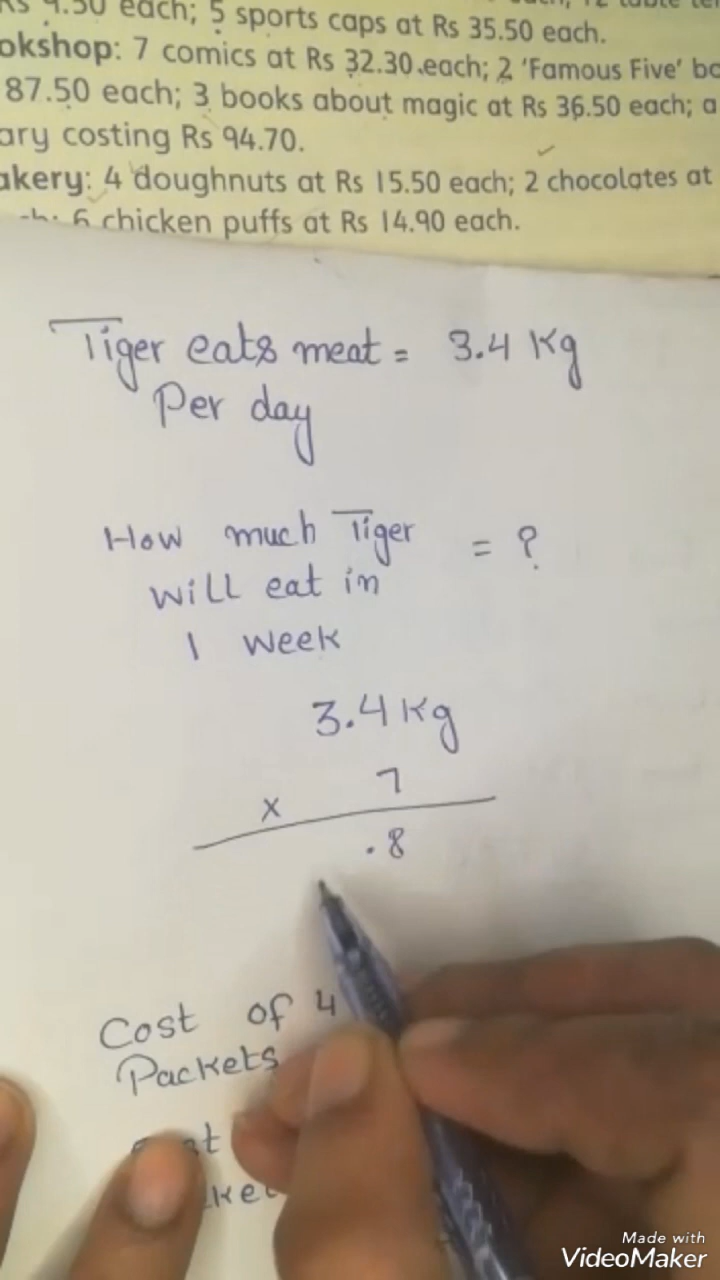 9.50 each; 5 sports caps at Rs 35.50 each.
okshop: 7 comics at Rs 32.30 each; 2 'Famous Five' bo
87.50 each; 3 books about magic at Rs 36.50 each; a
ary costing Rs 94.70.
akery: 4 doughnuts at Rs 15.50 each; 2 chocolates at
6 chicken puffs at Rs 14.90 each.
Tiger eats meat = 3.4 Kg
Per day
How much Tiger = ?
will eat in
1 week
3.4 Kg
x 7
.8
Cost of 4
Packets
Made with
VideoMaker